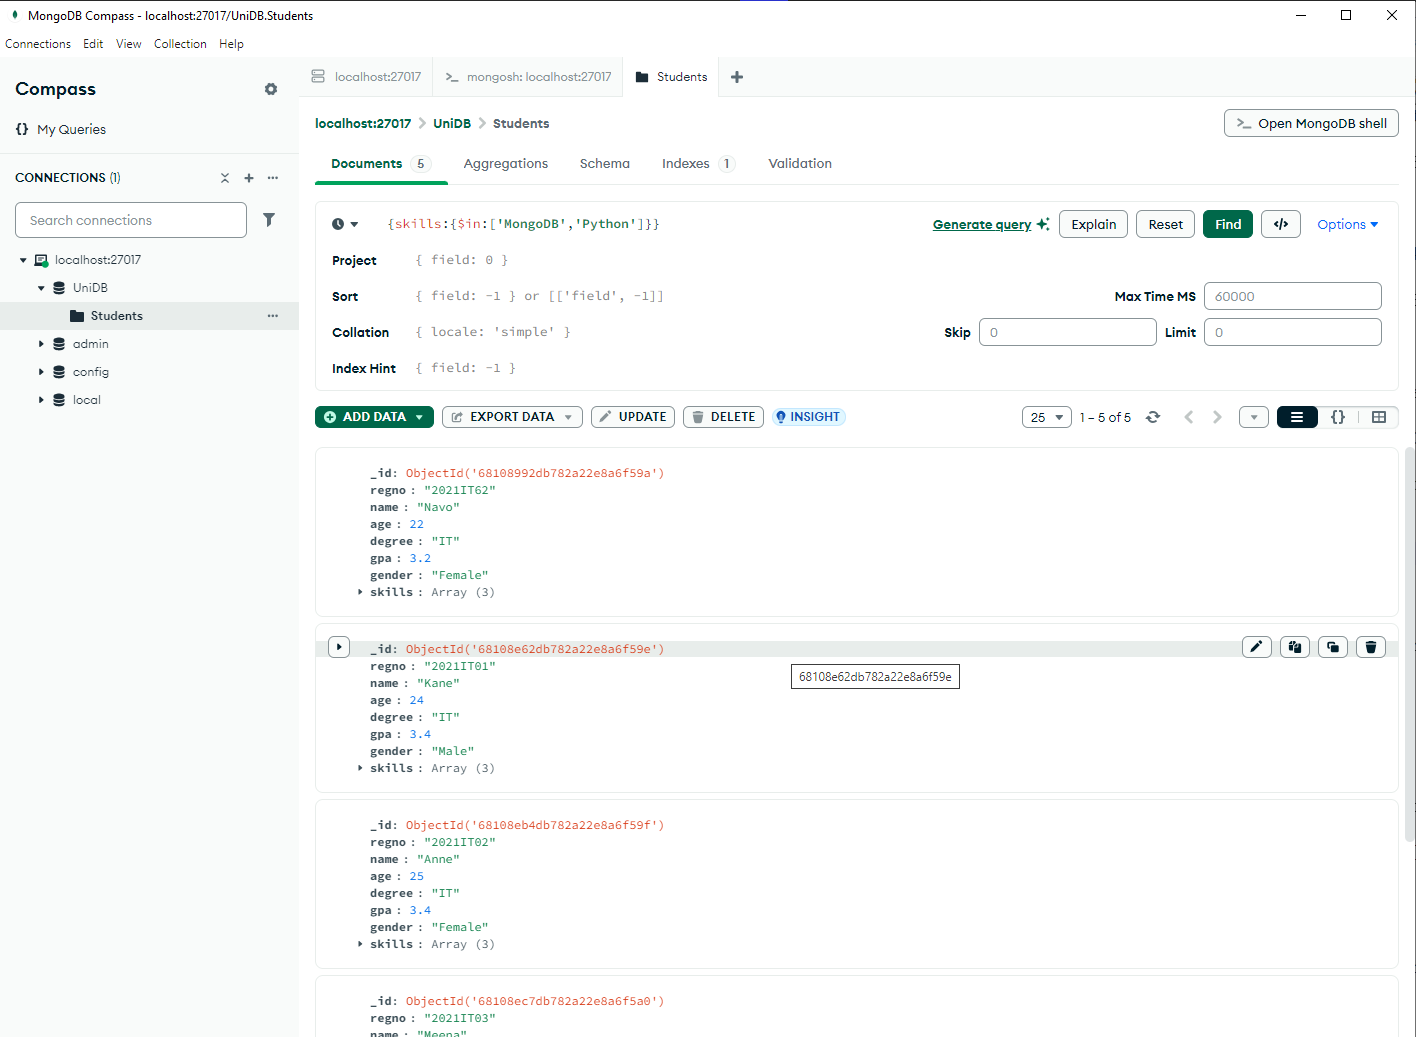 MongoDB Compass - localhost:27017/UniDB.Students
Connections Edit View Collection Help
Compass
{} My Queries
CONNECTIONS (1)
Search connections
localhost:27017
UniDB
Students
admin
config
local
localhost:27017
>_ mongosh: localhost:27017
Students
localhost:27017 > UniDB > Students
>_ Open MongoDB shell
Documents 5 Aggregations Schema Indexes 1 Validation
{skills:{$in:['MongoDB','Python']}}
Generate query Explain Reset Find </> Options
Project { field: 0 }
Sort { field: -1 } or [['field', -1]]
Max Time MS 60000
Collation { locale: 'simple' }
Skip 0 Limit 0
Index Hint { field: -1 }
ADD DATA EXPORT DATA UPDATE DELETE INSIGHT
25 1 – 5 of 5 {}
_id: ObjectId('68108992db782a22e8a6f59a')
regno : "2021IT62"
name : "Navo"
age : 22
degree : "IT"
gpa : 3.2
gender : "Female"
skills : Array (3)
_id: ObjectId('68108e62db782a22e8a6f59e')
regno : "2021IT01"
68108e62db782a22e8a6f59e
name : "Kane"
age : 24
degree : "IT"
gpa : 3.4
gender : "Male"
skills : Array (3)
_id: ObjectId('68108eb4db782a22e8a6f59f')
regno : "2021IT02"
name : "Anne"
age : 25
degree : "IT"
gpa : 3.4
gender : "Female"
skills : Array (3)
_id: ObjectId('68108ec7db782a22e8a6f5a0')
regno : "2021IT03"
name : "Meena"